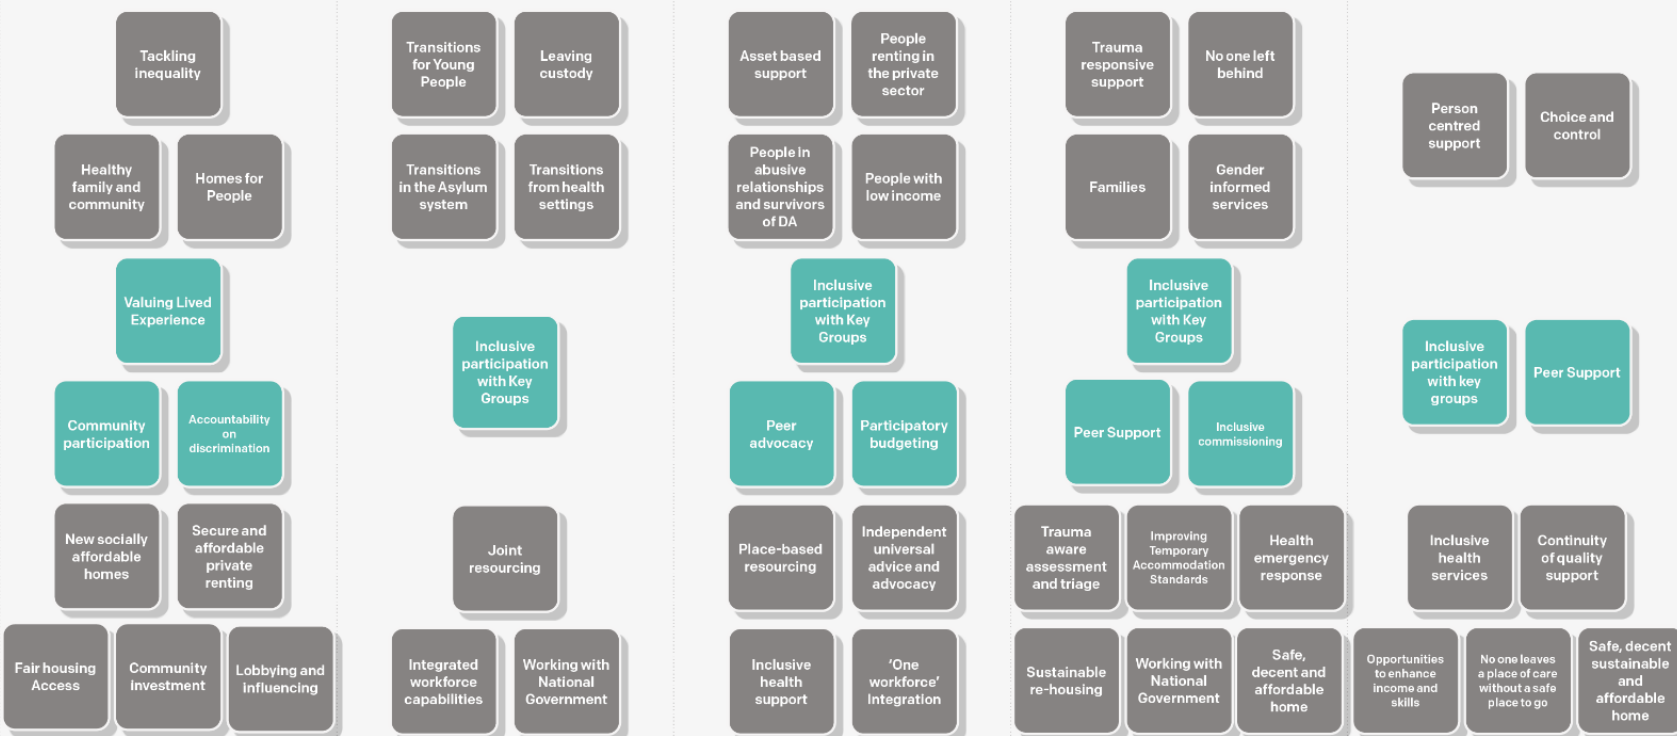 Tackling
inequality
Healthy
family and
community
Homes for
People
Valuing Lived
Experience
Community
participation
Accountability
on
discrimination
New socially
affordable
homes
Secure and
affordable
private
renting
Fair housing
Access
Community
Investment
Lobbying and
influencing
Transitions
for Young
People
Leaving
custody
Transitions
in the Asylum
system
Transitions
from health
settings
Inclusive
participation
with Key
Groups
Joint
resourcing
Integrated
workforce
capabilities
Working with
National
Government
Asset based
support
People
renting in
the private
sector
People in
abusive
relationships
and survivors
of DA
People with
low income
Inclusive
participation
with Key
Groups
Peer
advocacy
Participatory
budgeting
Place-based
resourcing
Independent
universal
advice and
advocacy
Inclusive
health
support
‘One
workforce’
Integration
Trauma
responsive
support
No one left
behind
Families
Gender
informed
services
Inclusive
participation
with Key
Groups
Peer Support
Inclusive
commissioning
Trauma
aware
assessment
and triage
Improving
Temporary
Accommodation
Standards
Health
emergency
response
Sustainable
re-housing
Working with
National
Government
Safe,
decent and
affordable
home
Person
centred
support
Choice and
control
Inclusive
participation
with key
groups
Peer Support
Inclusive
health
services
Continuity
of quality
support
Opportunities
to enhance
income and
skills
No one leaves
a place of care
without a safe
place to go
Safe, decent
sustainable
and
affordable
home